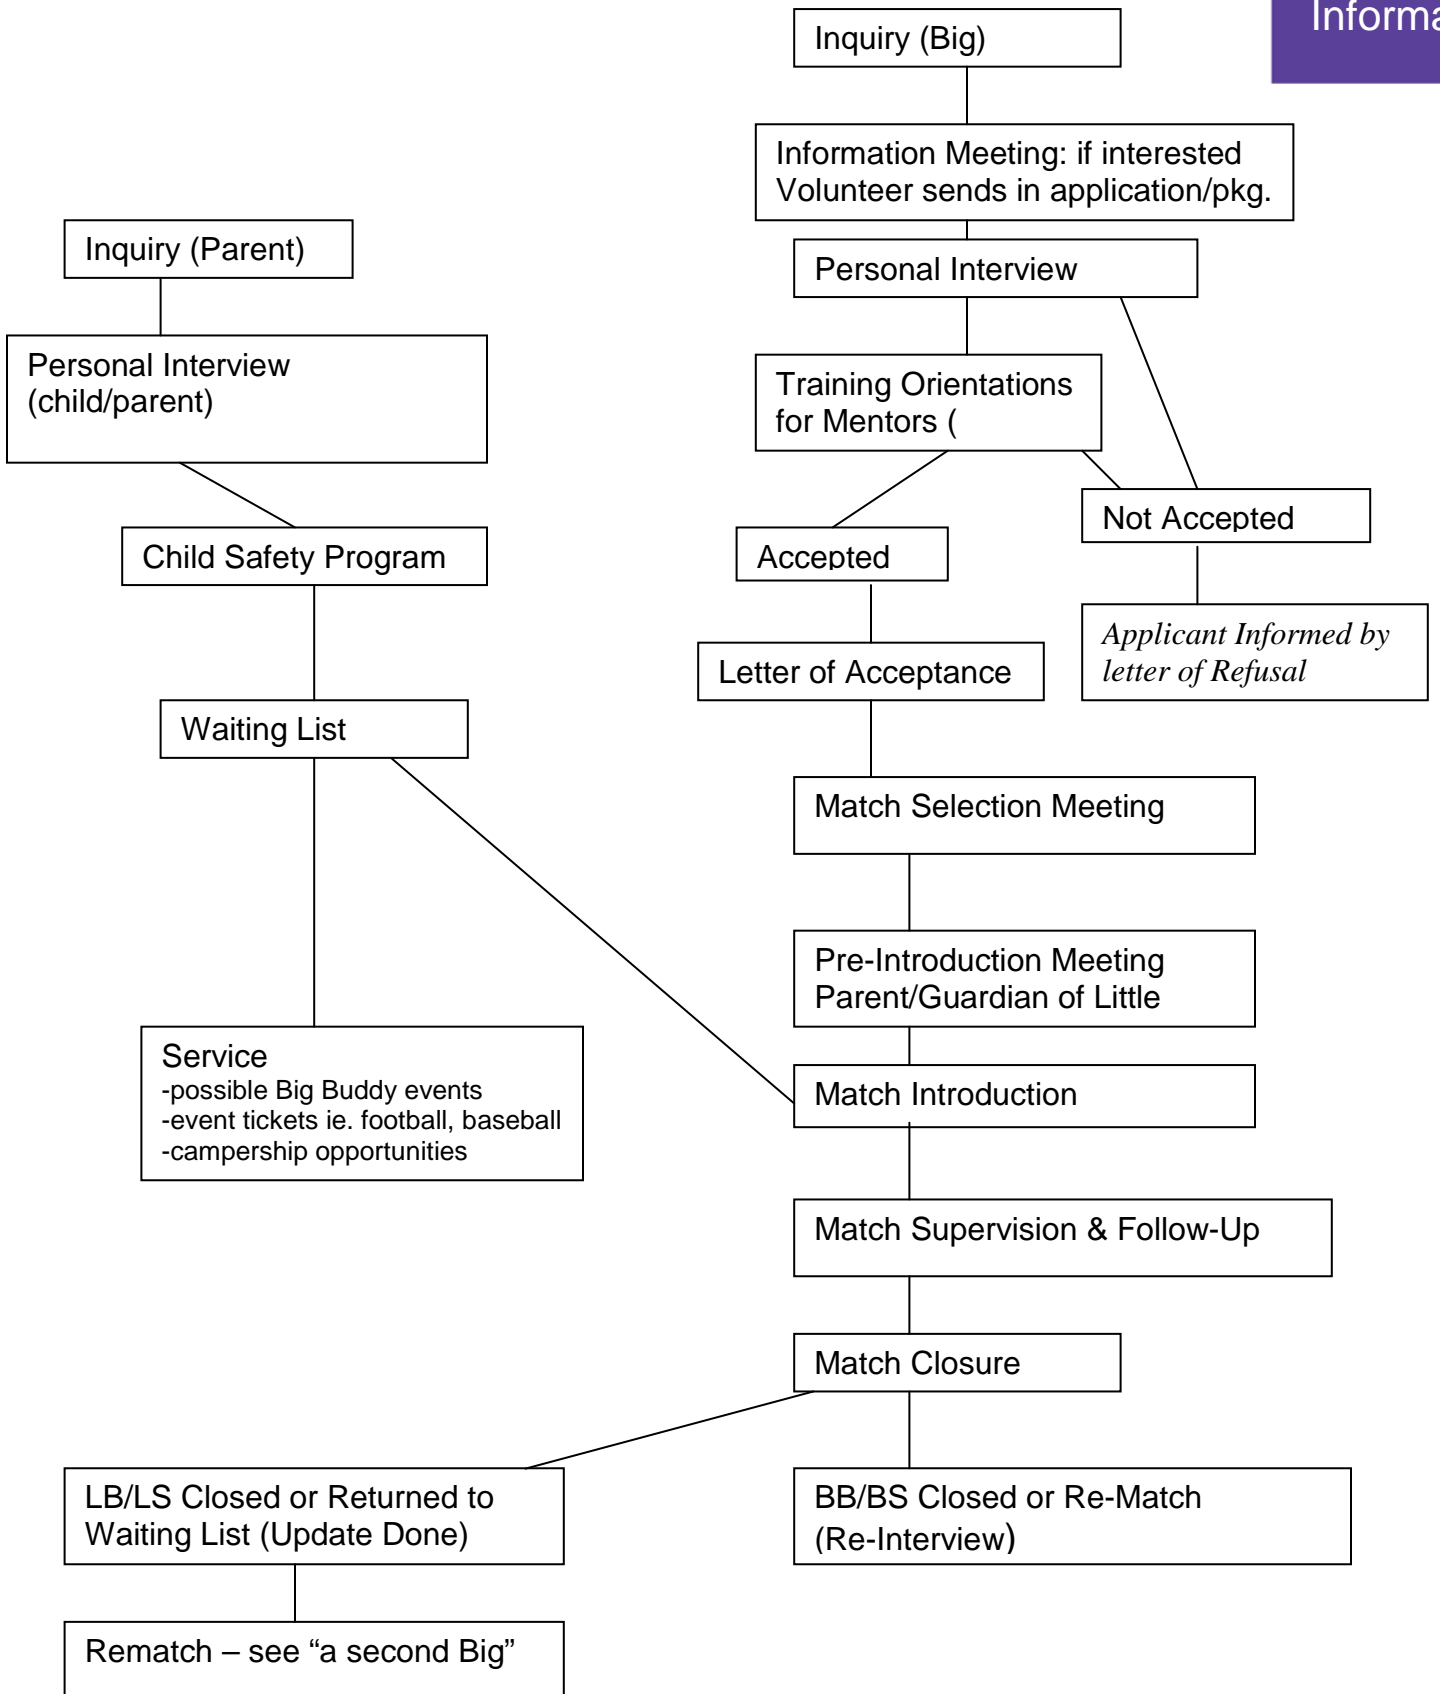 Informa
Inquiry (Big)
Information Meeting: if interested
Volunteer sends in application/pkg.
Inquiry (Parent)
Personal Interview
Personal Interview
(child/parent)
Training Orientations
for Mentors (
Not Accepted
Child Safety Program
Accepted
Applicant Informed by
letter of Refusal
Letter of Acceptance
Waiting List
Match Selection Meeting
Pre-Introduction Meeting
Parent/Guardian of Little
Service
-possible Big Buddy events
-event tickets ie. football, baseball
-campership opportunities
Match Introduction
Match Supervision & Follow-Up
Match Closure
LB/LS Closed or Returned to
Waiting List (Update Done)
BB/BS Closed or Re-Match
(Re-Interview)
Rematch – see “a second Big”